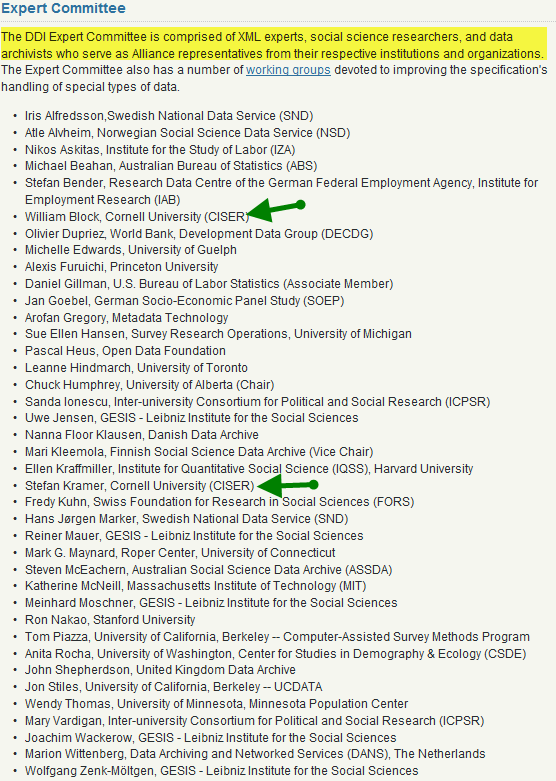 Expert Committee
The DDI Expert Committee is comprised of XML experts, social science researchers, and data
archivists who serve as Alliance representatives from their respective institutions and organizations.
The Expert Committee also has a number of working groups devoted to improving the specification's
handling of special types of data.
• Iris Alfredsson,Swedish National Data Service (SND)
• Atle Alvheim, Norwegian Social Science Data Service (NSD)
• Nikos Askitas, Institute for the Study of Labor (IZA)
• Michael Beahan, Australian Bureau of Statistics (ABS)
• Stefan Bender, Research Data Centre of the German Federal Employment Agency, Institute for
Employment Research (IAB)
• William Block, Cornell University (CISER)
• Olivier Dupriez, World Bank, Development Data Group (DECDG)
• Michelle Edwards, University of Guelph
• Alexis Furuichi, Princeton University
• Daniel Gillman, U.S. Bureau of Labor Statistics (Associate Member)
• Jan Goebel, German Socio-Economic Panel Study (SOEP)
• Arofan Gregory, Metadata Technology
• Sue Ellen Hansen, Survey Research Operations, University of Michigan
• Pascal Heus, Open Data Foundation
• Leanne Hindmarch, University of Toronto
• Chuck Humphrey, University of Alberta (Chair)
• Sanda Ionescu, Inter-university Consortium for Political and Social Research (ICPSR)
• Uwe Jensen, GESIS - Leibniz Institute for the Social Sciences
• Nanna Floor Klausen, Danish Data Archive
• Mari Kleemola, Finnish Social Science Data Archive (Vice Chair)
• Ellen Kraffmiller, Institute for Quantitative Social Science (IQSS), Harvard University
• Stefan Kramer, Cornell University (CISER)
• Fredy Kuhn, Swiss Foundation for Research in Social Sciences (FORS)
• Hans Jørgen Marker, Swedish National Data Service (SND)
• Reiner Mauer, GESIS - Leibniz Institute for the Social Sciences
• Mark G. Maynard, Roper Center, University of Connecticut
• Steven McEachern, Australian Social Science Data Archive (ASSDA)
• Katherine McNeill, Massachusetts Institute of Technology (MIT)
• Meinhard Moschner, GESIS - Leibniz Institute for the Social Sciences
• Ron Nakao, Stanford University
• Tom Piazza, University of California, Berkeley -- Computer-Assisted Survey Methods Program
• Anita Rocha, University of Washington, Center for Studies in Demography & Ecology (CSDE)
• John Shepherdson, United Kingdom Data Archive
• Jon Stiles, University of California, Berkeley -- UCDATA
• Wendy Thomas, University of Minnesota, Minnesota Population Center
• Mary Vardigan, Inter-university Consortium for Political and Social Research (ICPSR)
• Joachim Wackerow, GESIS - Leibniz Institute for the Social Sciences
• Marion Wittenberg, Data Archiving and Networked Services (DANS), The Netherlands
• Wolfgang Zenk-Möltgen, GESIS - Leibniz Institute for the Social Sciences